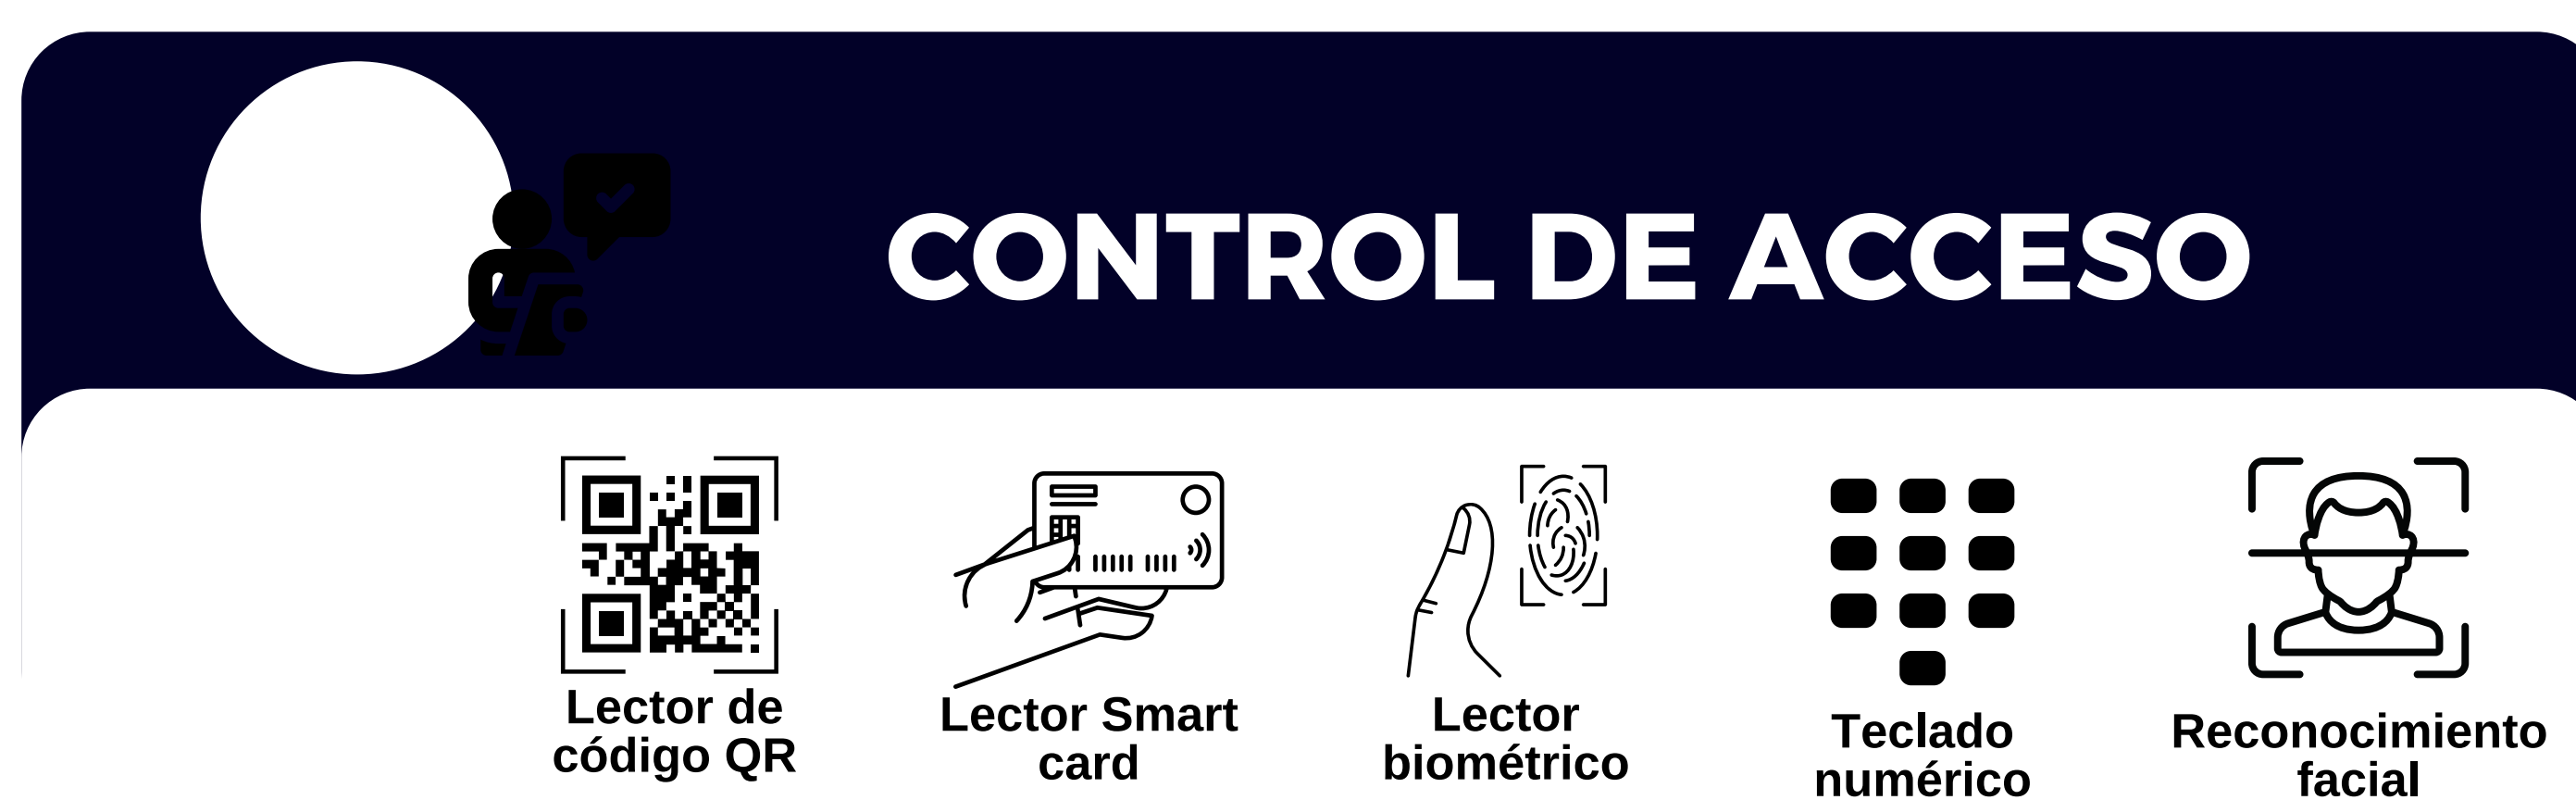 CONTROL DE ACCESO
Lector de
código QR
Lector Smart
card
Lector
biométrico
Teclado
numérico
Reconocimiento
facial